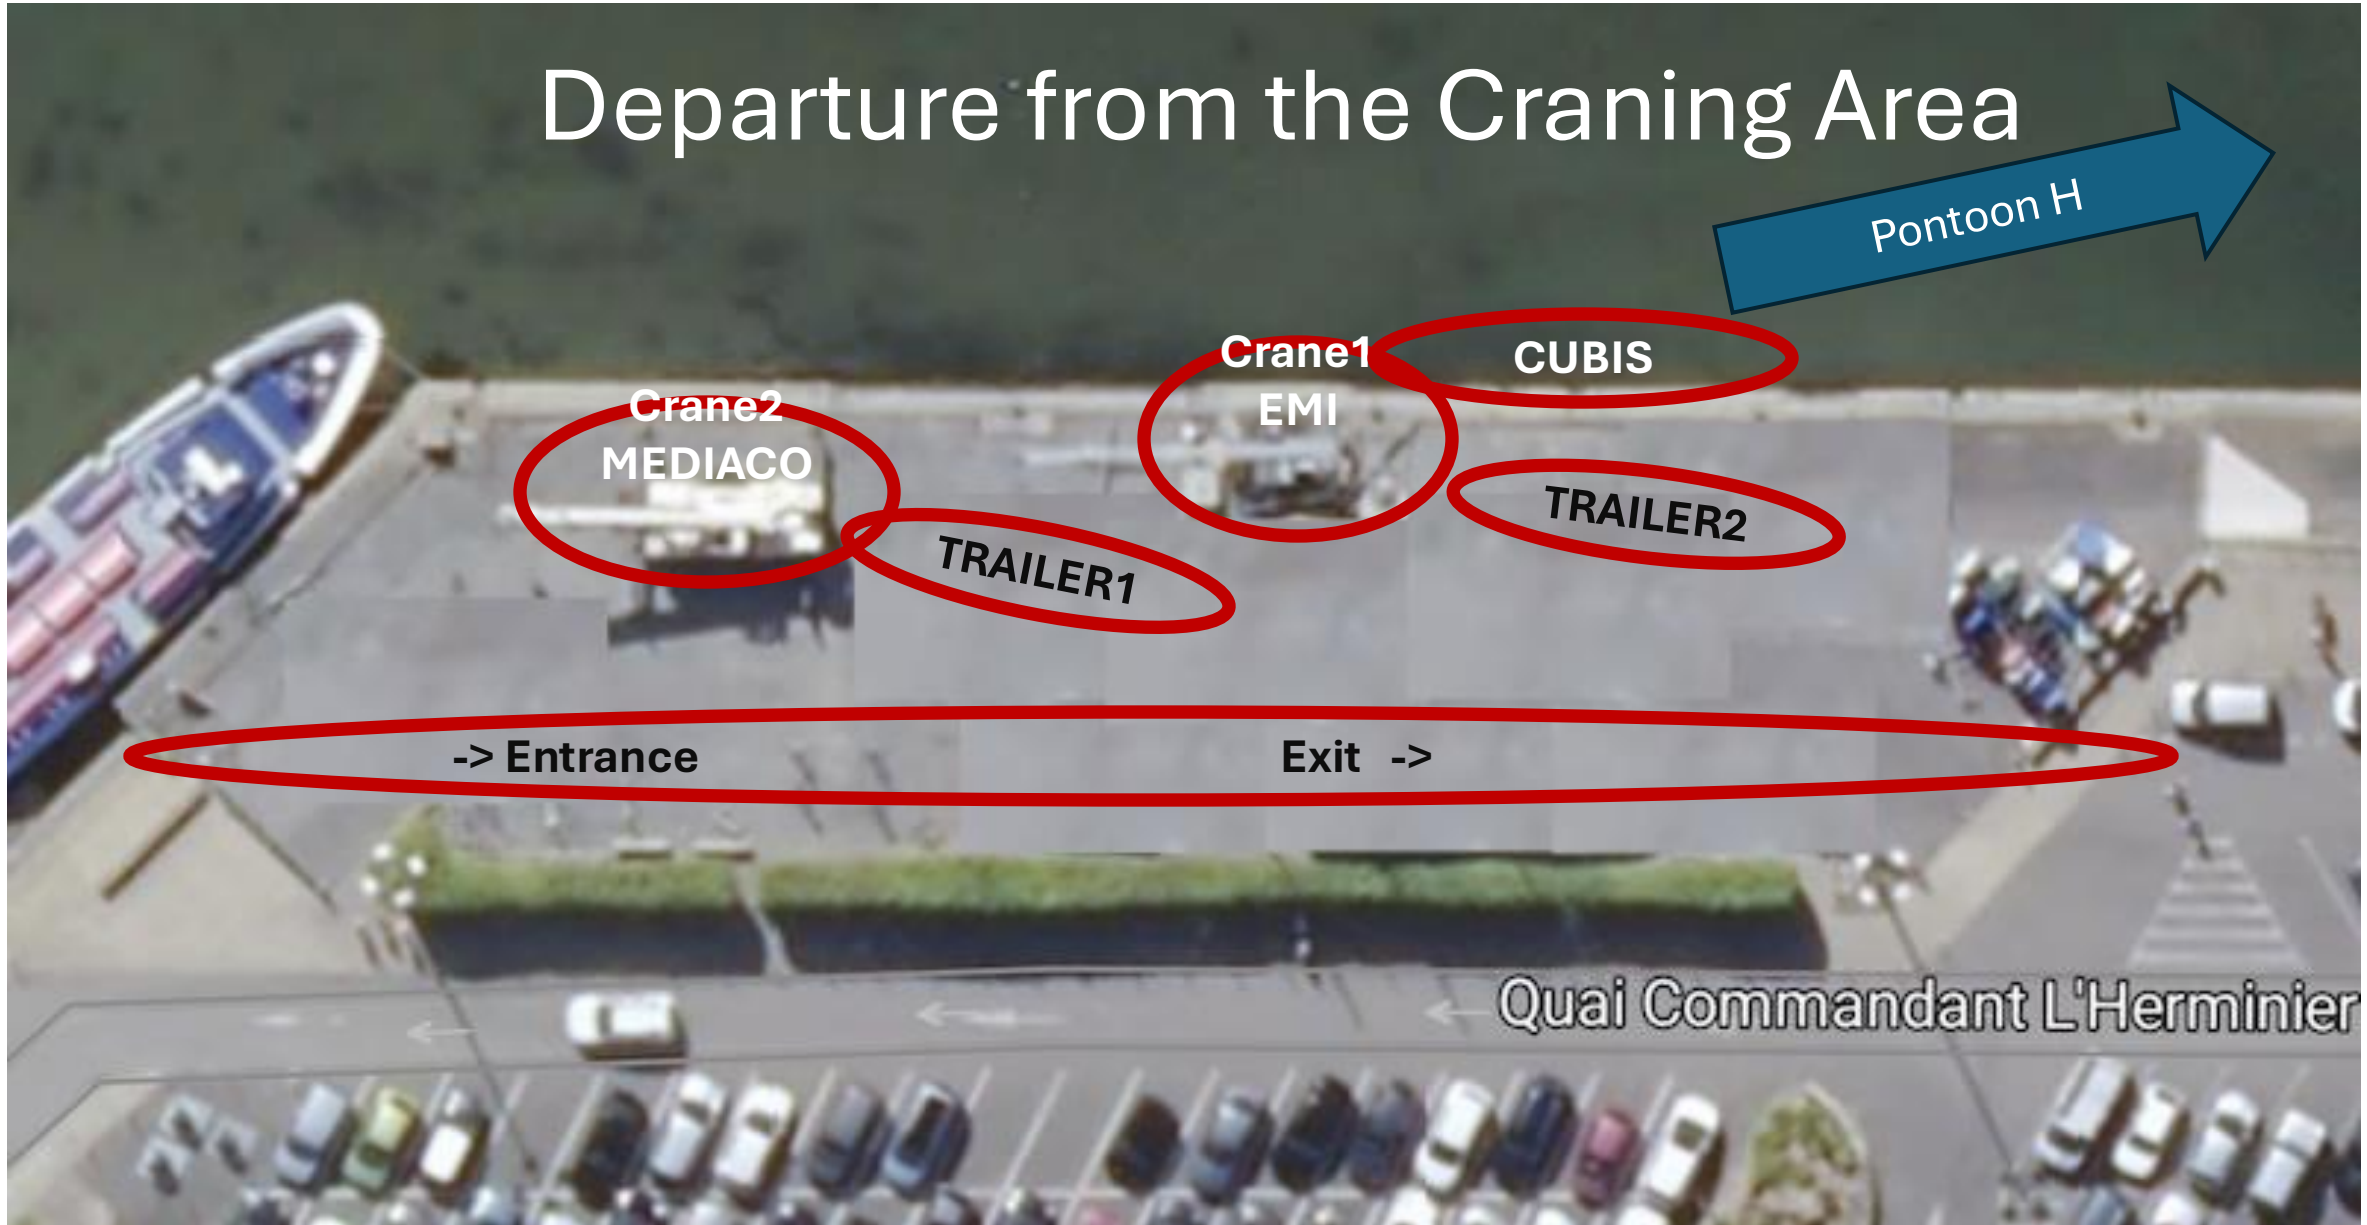 Departure from the Craning Area
Pontoon H
Crane1
EMI
CUBIS
Crane2
MEDIACO
TRAILER2
TRAILER1
-> Entrance
Exit ->
Quai Commandant L'Herminier